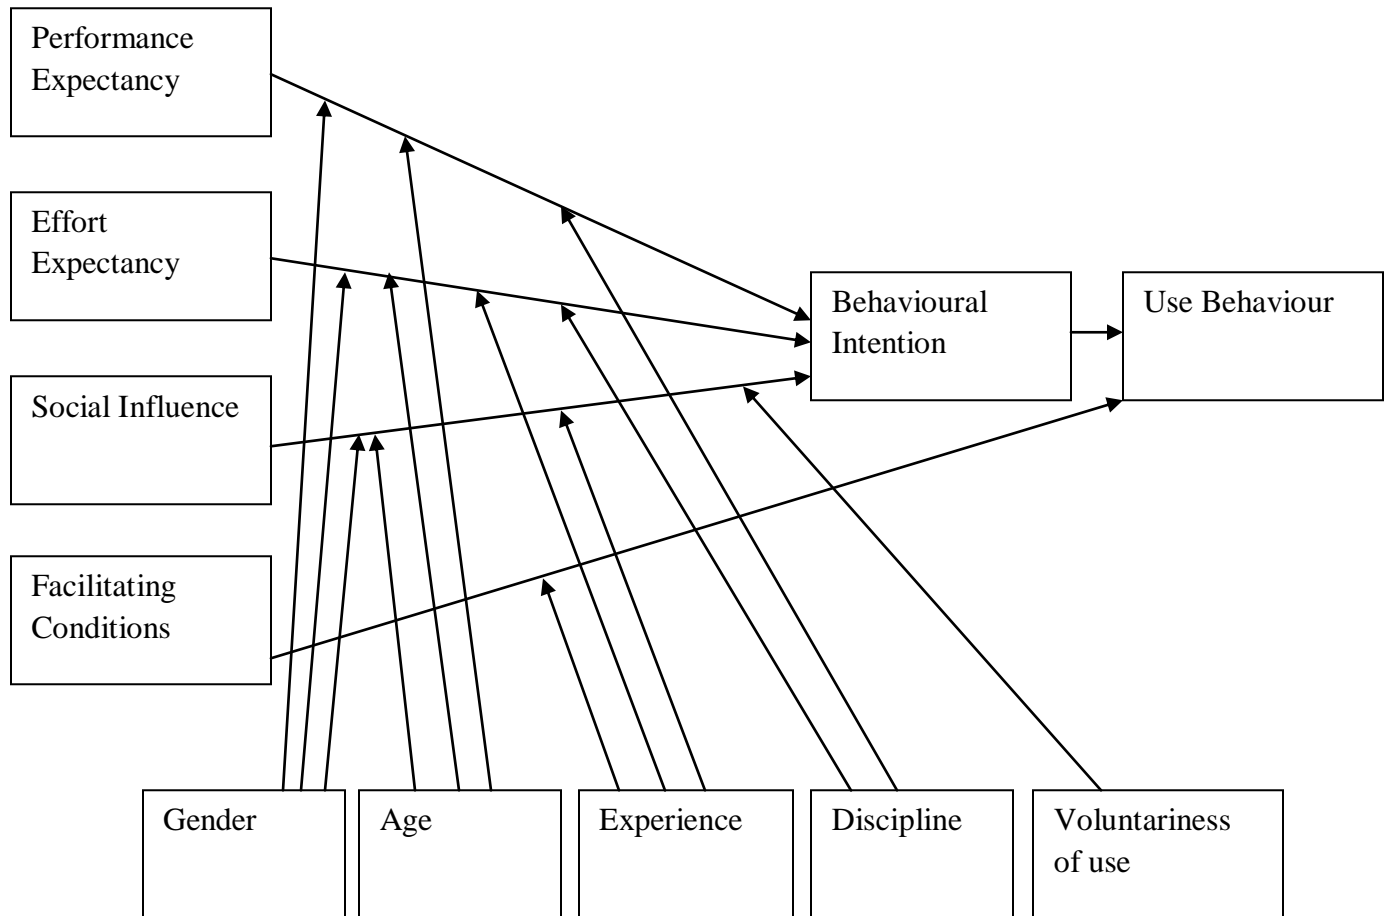 Performance
Expectancy
Effort
Expectancy
Social Influence
Facilitating
Conditions
Behavioural
Intention
Use Behaviour
Gender
Age
Experience
Discipline
Voluntariness
of use